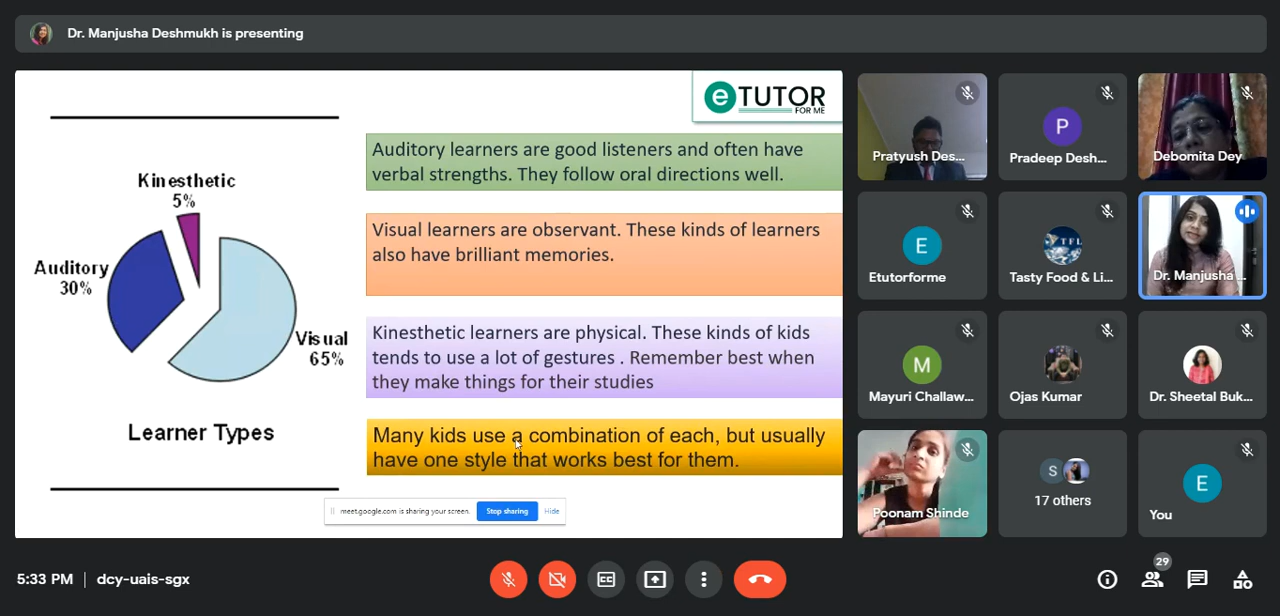 Dr. Manjusha Deshmukh is presenting
e TUTOR
FOR ME
Kinesthetic
5%
Auditory
30%
Visual
65%
Learner Types
Auditory learners are good listeners and often have
verbal strengths. They follow oral directions well.
Visual learners are observant. These kinds of learners
also have brilliant memories.
Kinesthetic learners are physical. These kinds of kids
tends to use a lot of gestures . Remember best when
they make things for their studies
Many kids use a combination of each, but usually
have one style that works best for them.
meet.google.com is sharing your screen.
Stop sharing
Hide
Pratyush Des...
P
Pradeep Desh...
Debomita Dey
E
Etutorforme
TFL
Tasty Food & Li...
Dr. Manjusha ...
M
Mayuri Challaw...
Ojas Kumar
Dr. Sheetal Buk...
Poonam Shinde
S
17 others
E
You
5:33 PM | dcy-uais-sgx
CC
29